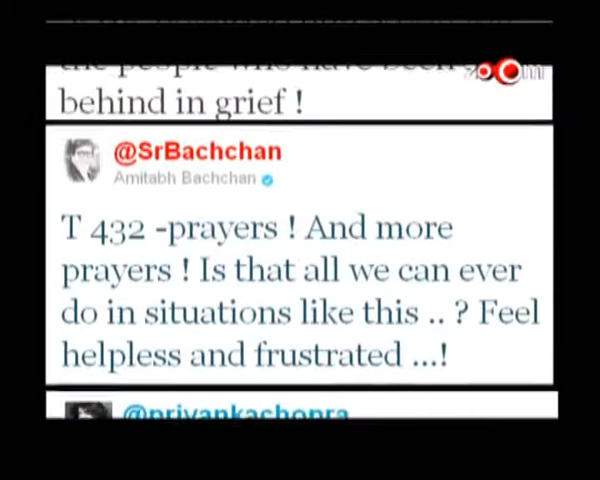 behind in grief !
@SrBachchan
Amitabh Bachchan
T 432 -prayers ! And more
prayers ! Is that all we can ever
do in situations like this .. ? Feel
helpless and frustrated ...!
@priyankachopra